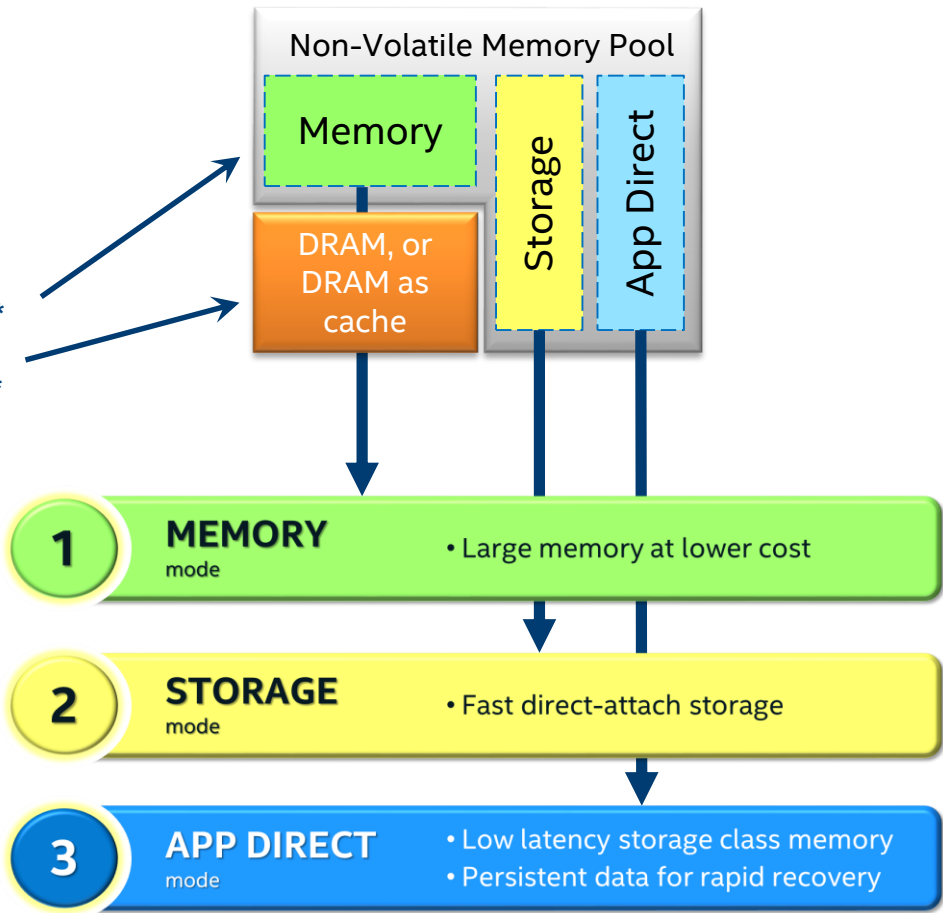 Non-Volatile Memory Pool
Memory
Storage
App Direct
DRAM, or
DRAM as
cache
*
*
1
MEMORY
mode
• Large memory at lower cost
2
STORAGE
mode
• Fast direct-attach storage
3
APP DIRECT
mode
• Low latency storage class memory
• Persistent data for rapid recovery